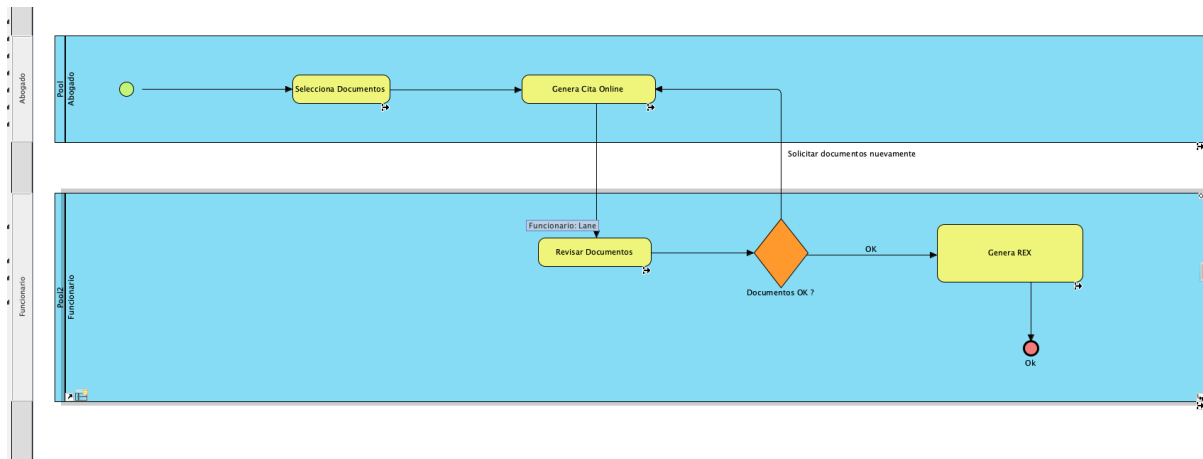 Abogado
Pool
Abogado
Selecciona Documentos
Genera Cita Online
Solicitar documentos nuevamente
Funcionario
Pool2
Funcionario
Funcionario: Lane
Revisar Documentos
Documentos OK ?
OK
Genera REX
Ok